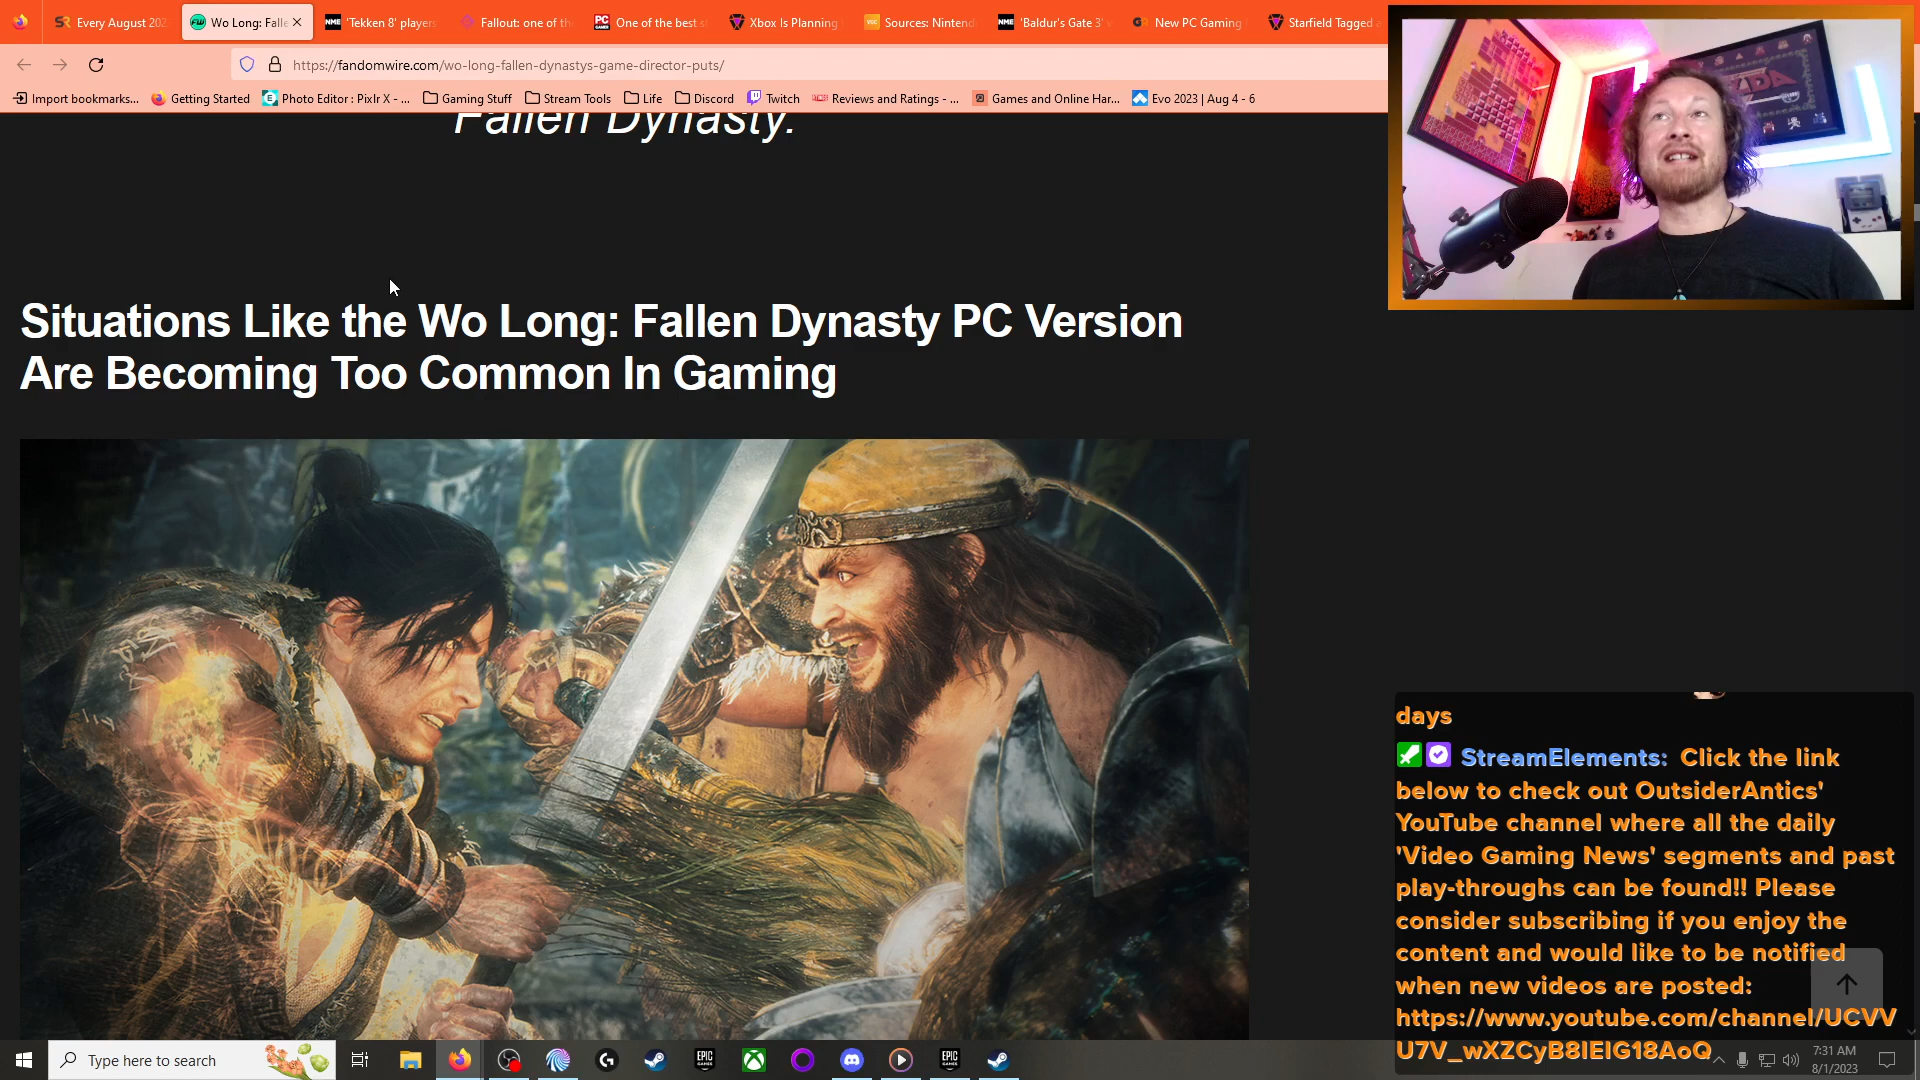 Every August 202
Wo Long: Falle
'Tekken 8' players
Fallout: one of the
One of the best s
Xbox Is Planning
Sources: Nintend
'Baldur's Gate 3'
New PC Gaming
Starfield Tagged
https://fandomwire.com/wo-long-fallen-dynastys-game-director-puts/
Import bookmarks... Getting Started Photo Editor : Pixlr X - ... Gaming Stuff Stream Tools Life Discord Twitch Reviews and Ratings - ... Games and Online Har... Evo 2023 | Aug 4 - 6
Fallen Dynasty.
Situations Like the Wo Long: Fallen Dynasty PC Version
Are Becoming Too Common In Gaming
days
StreamElements: Click the link
below to check out OutsiderAntics'
YouTube channel where all the daily
'Video Gaming News' segments and past
play-throughs can be found!! Please
consider subscribing if you enjoy the
content and would like to be notified
when new videos are posted:
https://www.youtube.com/channel/UCVV
U7V_wXZCyB8IEIG18AoQ
Type here to search
7:31 AM
8/1/2023